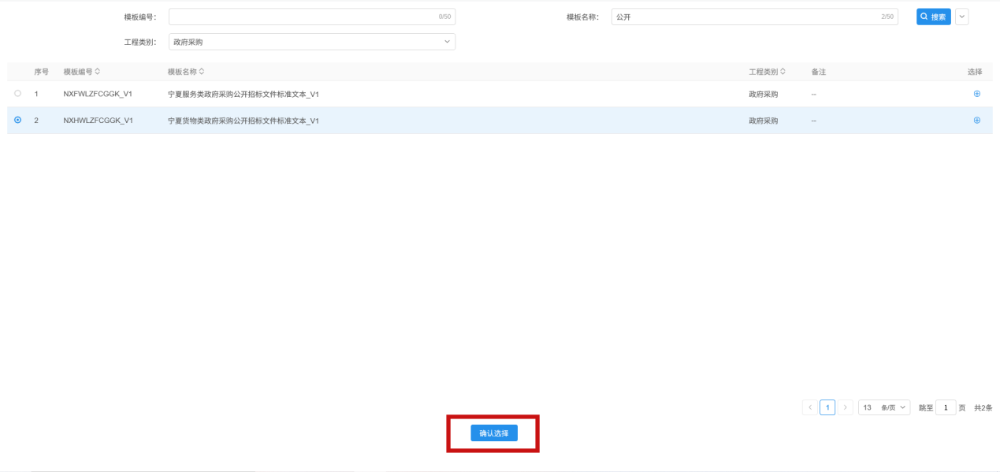 模板编号： 0/50 模板名称： 公开 2/50 搜索
工程类别： 政府采购
序号 模板编号 模板名称 工程类别 备注 选择
1 NXFWLZFCGGK_V1 宁夏服务类政府采购公开招标文件标准文本_V1 政府采购 --
2 NXHWLZFCGGK_V1 宁夏货物类政府采购公开招标文件标准文本_V1 政府采购 --
1 13 条/页 跳至 1 页 共2条
确认选择